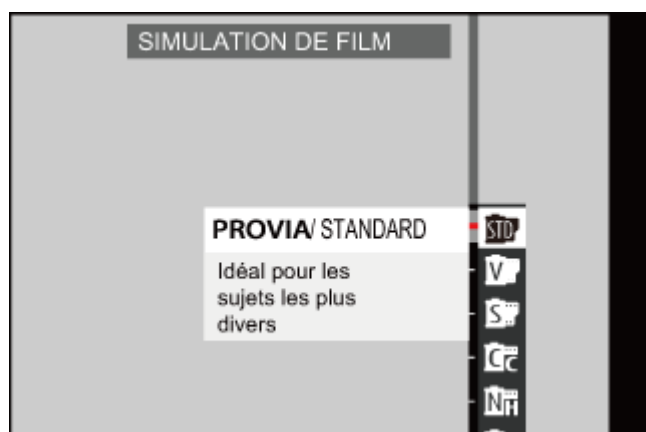 SIMULATION DE FILM
PROVIA/ STANDARD
Idéal pour les
sujets les plus
divers
STD
V
S
Cc
NH